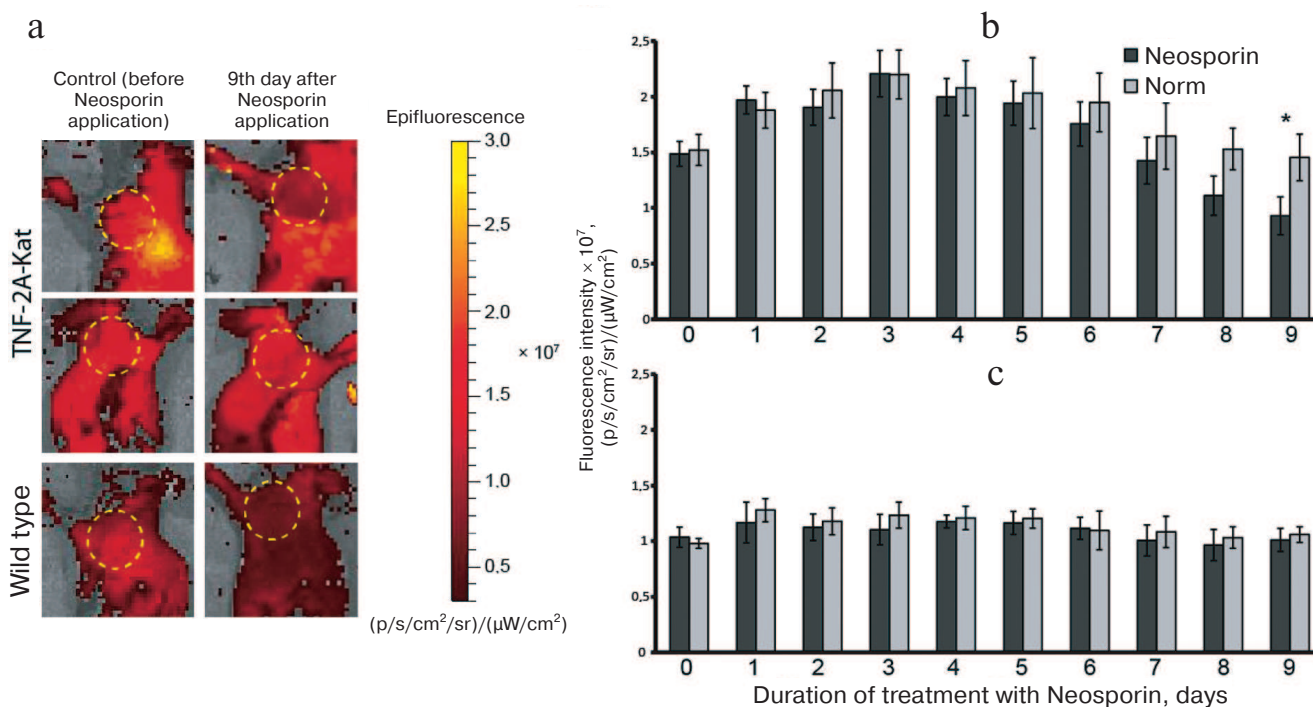 a
Control (before
Neosporin
application)
9th day after
Neosporin
application
TNF-2A-Kat
Wild type
Epifluorescence
3.0
2.5
2.0
× 10⁷
1.5
1.0
0.5
(p/s/cm²/sr)/(µW/cm²)
b
Neosporin
Norm
2,5
2
1,5
1
0,5
0
*
0 1 2 3 4 5 6 7 8 9
Fluorescence intensity × 10⁷,
(p/s/cm²/sr)/(µW/cm²)
c
2,5
2
1,5
1
0,5
0
0 1 2 3 4 5 6 7 8 9
Duration of treatment with Neosporin, days